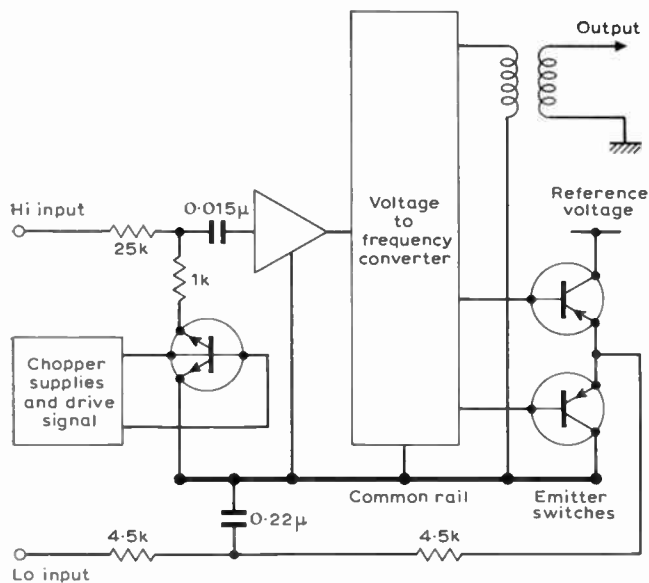 Output
Reference
voltage
Hi input
25k
0·015μ
1k
Voltage
to
frequency
converter
Chopper
supplies
and drive
signal
Common rail
Emitter
switches
0·22μ
4·5k
4·5k
Lo input